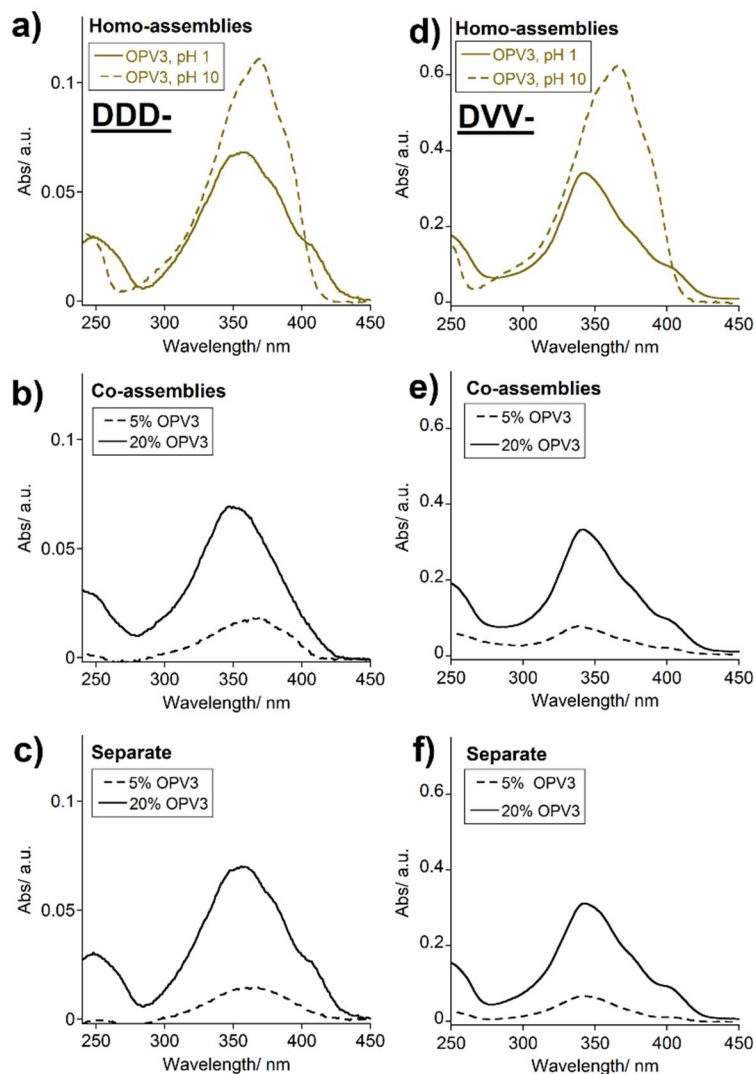 a)
Homo-assemblies
OPV3, pH 1
OPV3, pH 10
DDD-
0.1
0.05
0
Abs/ a.u.
250 300 350 400 450
Wavelength/ nm
d)
Homo-assemblies
OPV3, pH 1
OPV3, pH 10
DVV-
0.6
0.4
0.2
0
Abs/ a.u.
250 300 350 400 450
Wavelength/ nm
b)
Co-assemblies
5% OPV3
20% OPV3
0.1
0.05
0
Abs/ a.u.
250 300 350 400 450
Wavelength/ nm
e)
Co-assemblies
5% OPV3
20% OPV3
0.6
0.4
0.2
0
Abs/ a.u.
250 300 350 400 450
Wavelength/ nm
c)
Separate
5% OPV3
20% OPV3
0.1
0.05
0
Abs/ a.u.
250 300 350 400 450
Wavelength/ nm
f)
Separate
5% OPV3
20% OPV3
0.6
0.4
0.2
0
Abs/ a.u.
250 300 350 400 450
Wavelength/ nm